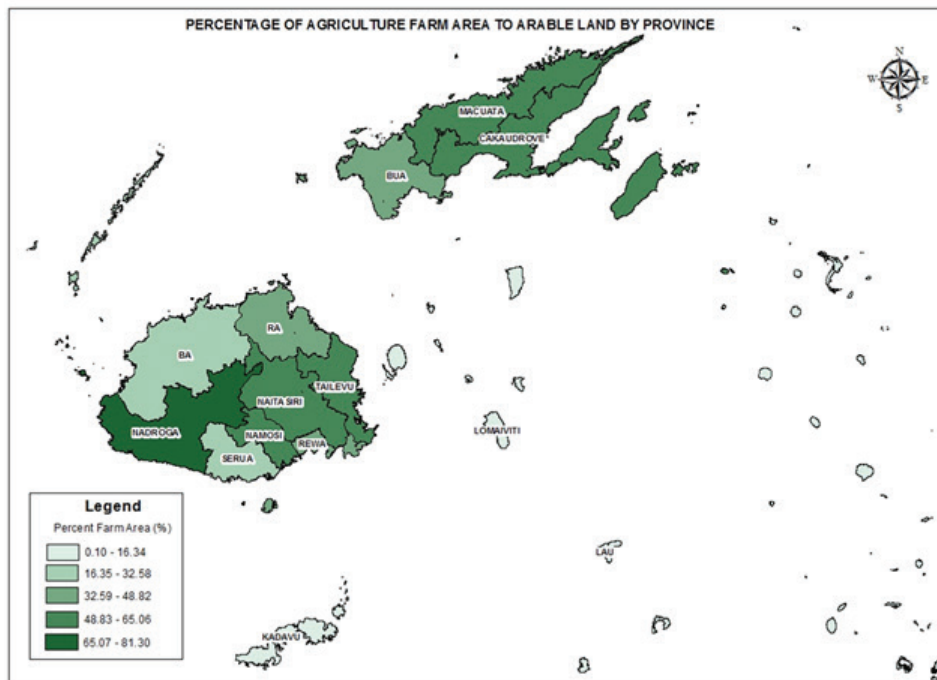 PERCENTAGE OF AGRICULTURE FARM AREA TO ARABLE LAND BY PROVINCE
N
W E
S
MACUATA
CAKAUDROVE
BUA
RA
BA
TAILEVU
NAITASIRI
NADROGA
NAMOSI
REWA
SERUA
LOMAIVITI
LAU
KADAVU
Legend
Percent Farm Area (%)
0.10 - 16.34
16.35 - 32.58
32.59 - 48.82
48.83 - 65.06
65.07 - 81.30